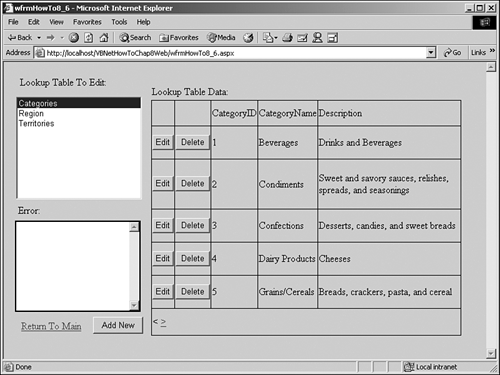 wfrmHowTo8_6 - Microsoft Internet Explorer
File Edit View Favorites Tools Help
Back Search Favorites Media
Address http://localhost/VBNetHowToChap8Web/wfrmHowTo8_6.aspx Go Links »
Lookup Table To Edit:
Categories
Region
Territories
Error:
Return To Main Add New
Lookup Table Data:
CategoryID CategoryName Description
Edit Delete 1 Beverages Drinks and Beverages
Edit Delete 2 Condiments Sweet and savory sauces, relishes,
spreads, and seasonings
Edit Delete 3 Confections Desserts, candies, and sweet breads
Edit Delete 4 Dairy Products Cheeses
Edit Delete 5 Grains/Cereals Breads, crackers, pasta, and cereal
< >
Done Local intranet